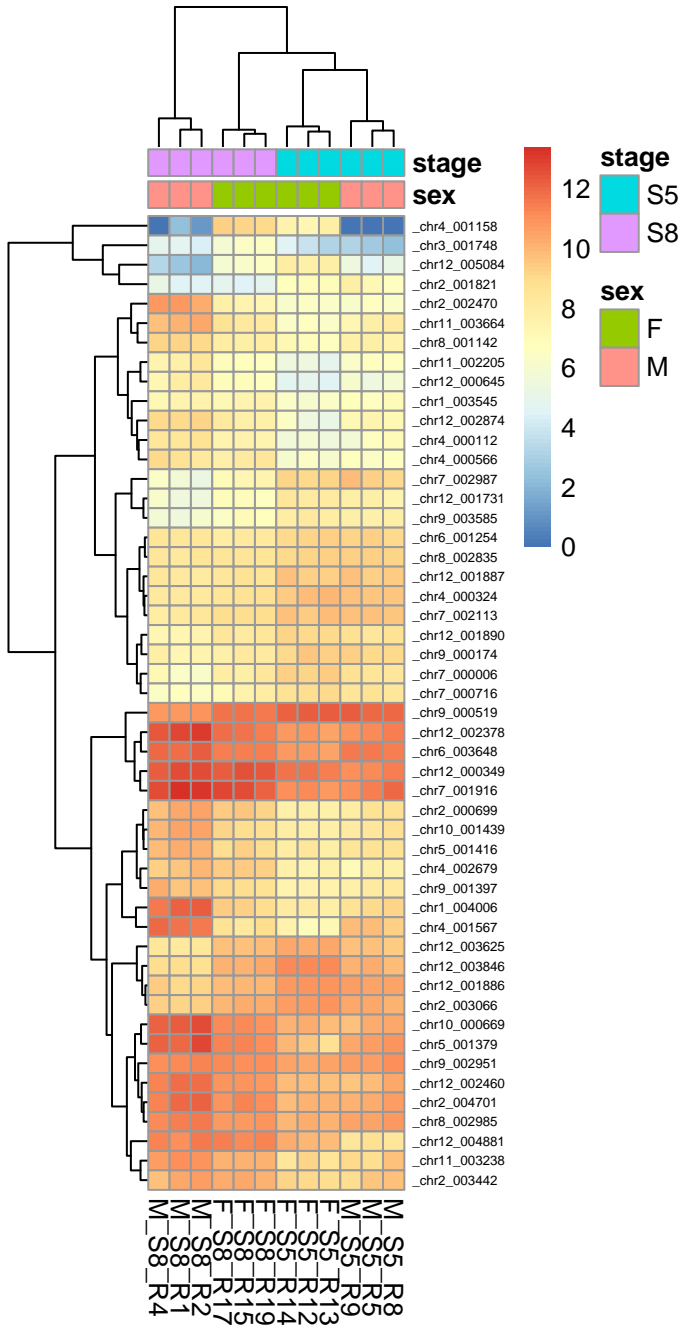 stage
sex
_chr4_001158
_chr3_001748
_chr12_005084
_chr2_001821
_chr2_002470
_chr11_003664
_chr8_001142
_chr11_002205
_chr12_000645
_chr1_003545
_chr12_002874
_chr4_000112
_chr4_000566
_chr7_002987
_chr12_001731
_chr9_003585
_chr6_001254
_chr8_002835
_chr12_001887
_chr4_000324
_chr7_002113
_chr12_001890
_chr9_000174
_chr7_000006
_chr7_000716
_chr9_000519
_chr12_002378
_chr6_003648
_chr12_000349
_chr7_001916
_chr2_000699
_chr10_001439
_chr5_001416
_chr4_002679
_chr9_001397
_chr1_004006
_chr4_001567
_chr12_003625
_chr12_003846
_chr12_001886
_chr2_003066
_chr10_000669
_chr5_001379
_chr9_002951
_chr12_002460
_chr2_004701
_chr8_002985
_chr12_004881
_chr11_003238
_chr2_003442
M_S8_R4
M_S8_R1
M_S8_R2
F_S8_R17
F_S8_R15
F_S8_R19
F_S5_R14
F_S5_R12
F_S5_R13
M_S5_R9
M_S5_R5
M_S5_R8
12
10
8
6
4
2
0
stage
S5
S8
sex
F
M